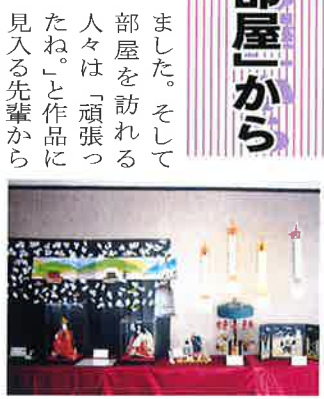 部屋」から
ました。そして
部屋を訪れる
人々は「頑張っ
たね。」と作品に
見入る先輩から